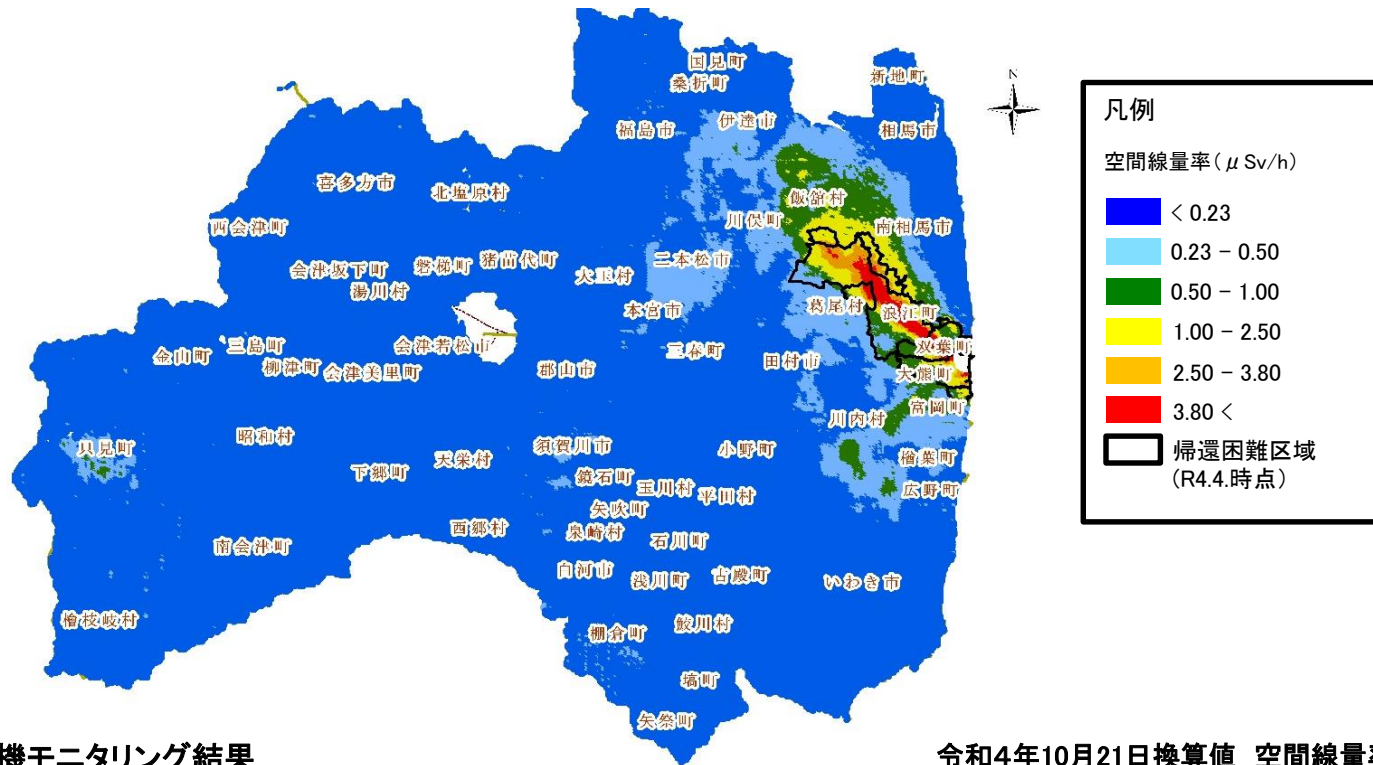 国見町
桑折町
新地町
N
福島市
伊達市
相馬市
喜多方市
北塩原村
飯舘村
川俣町
南相馬市
西会津町
会津坂下町
磐梯町
猪苗代町
大玉村
二本松市
湯川村
本宮市
葛尾村
浪江町
金山町
三島町
会津若松市
三春町
双葉町
柳津町
会津美里町
郡山市
田村市
大熊町
富岡町
川内村
只見町
昭和村
須賀川市
小野町
楢葉町
下郷町
天栄村
鏡石町
玉川村
平田村
広野町
矢吹町
西郷村
泉崎村
石川町
南会津町
白河市
浅川町
古殿町
いわき市
檜枝岐村
棚倉町
鮫川村
塙町
矢祭町
凡例
空間線量率(μSv/h)
< 0.23
0.23 - 0.50
0.50 - 1.00
1.00 - 2.50
2.50 - 3.80
3.80 <
帰還困難区域
(R4.4.時点)
機モニタリング結果
令和4年10月21日換算値 空間線量率